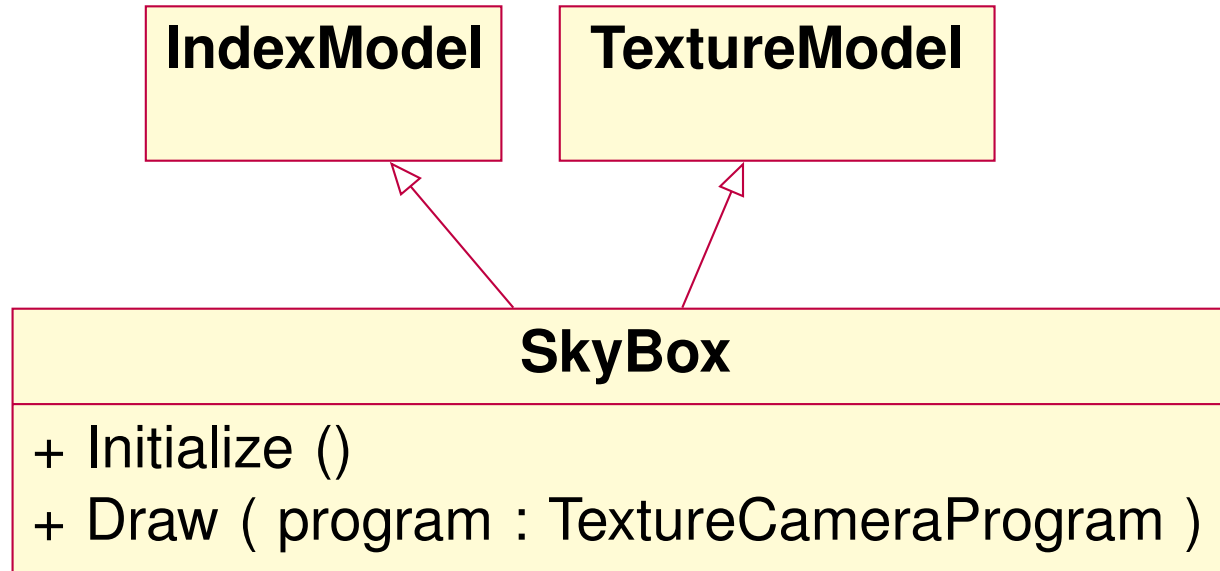 IndexModel
TextureModel
SkyBox
+ Initialize ()
+ Draw ( program : TextureCameraProgram )